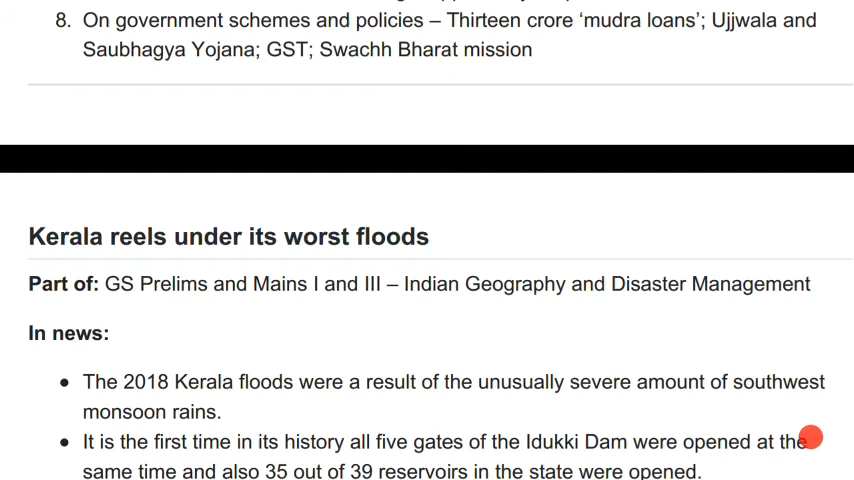 8. On government schemes and policies – Thirteen crore ‘mudra loans’; Ujjwala and
Saubhagya Yojana; GST; Swachh Bharat mission
Kerala reels under its worst floods
Part of: GS Prelims and Mains I and III – Indian Geography and Disaster Management
In news:
● The 2018 Kerala floods were a result of the unusually severe amount of southwest
monsoon rains.
● It is the first time in its history all five gates of the Idukki Dam were opened at the
same time and also 35 out of 39 reservoirs in the state were opened.